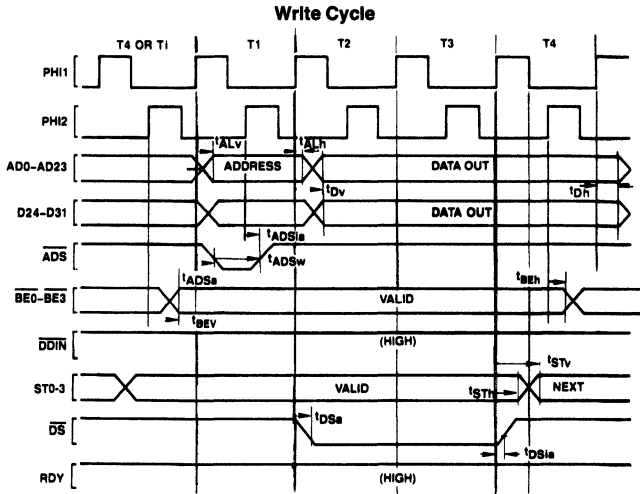 Write Cycle
T4 OR Ti T1 T2 T3 T4
PHI1
PHI2
tALv tALh
AD0–AD23 ADDRESS DATA OUT
tDv tDh
D24–D31 DATA OUT
tADSia
ADS tADSw
tADSa tBEh
BE0–BE3 VALID
tBEV
DDIN (HIGH)
tSTv
ST0-3 VALID tSTh NEXT
DS tDSa
tDSia
RDY (HIGH)